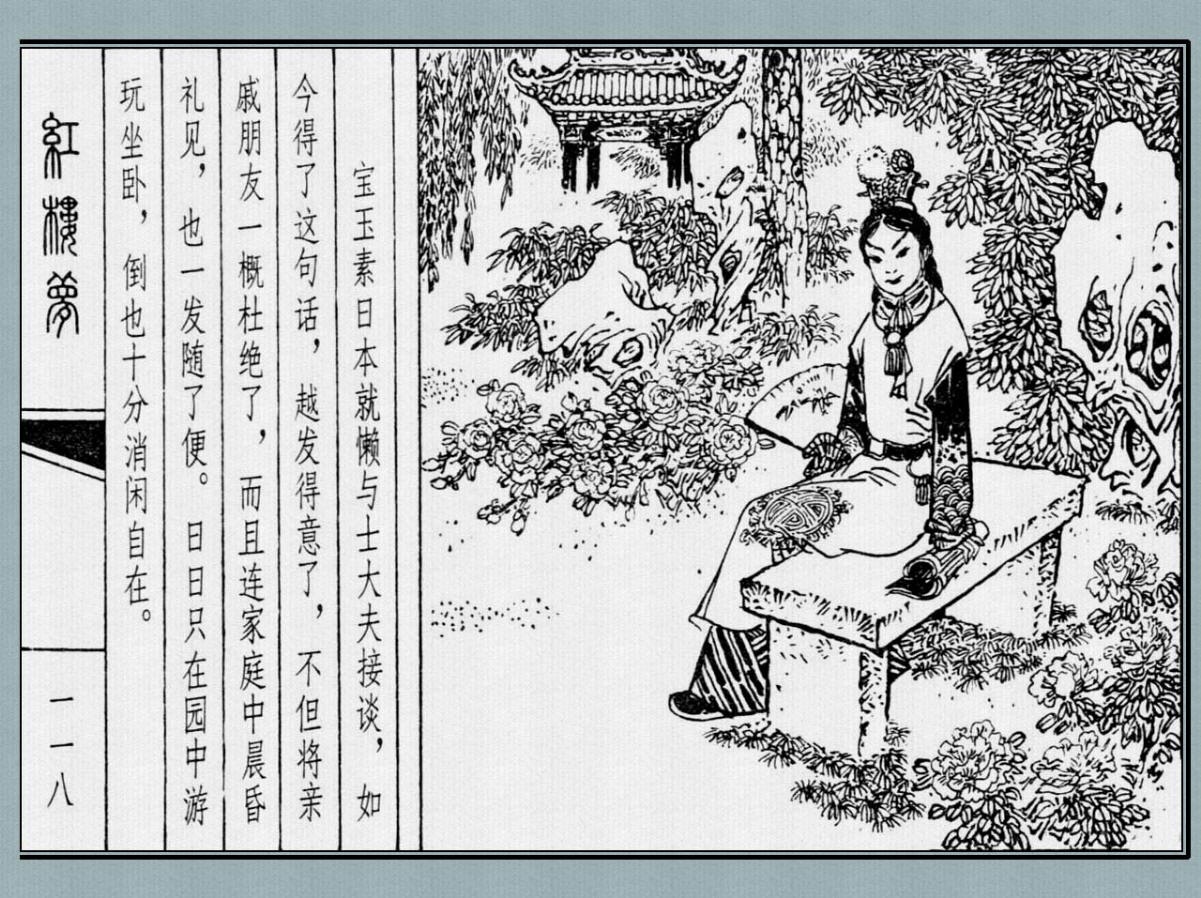 宝玉素日本就懒与士大夫接谈，如
今得了这句话，越发得意了，不但将亲
戚朋友一概杜绝了，而且连家庭中晨昏
礼见，也一发随了便。日日只在园中游
玩坐卧，倒也十分消闲自在。
紅樓夢
一一八